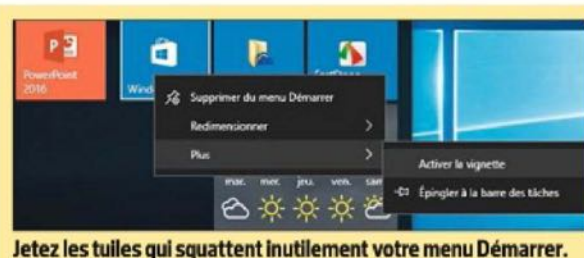 PowerPoint
2016
Wind
Supprimer du menu Démarrer
Redimensionner
Plus
Activer la vignette
Épingler à la barre des tâches
mar. mer. jeu. ven. sam
Jetez les tuiles qui squattent inutilement votre menu Démarrer.